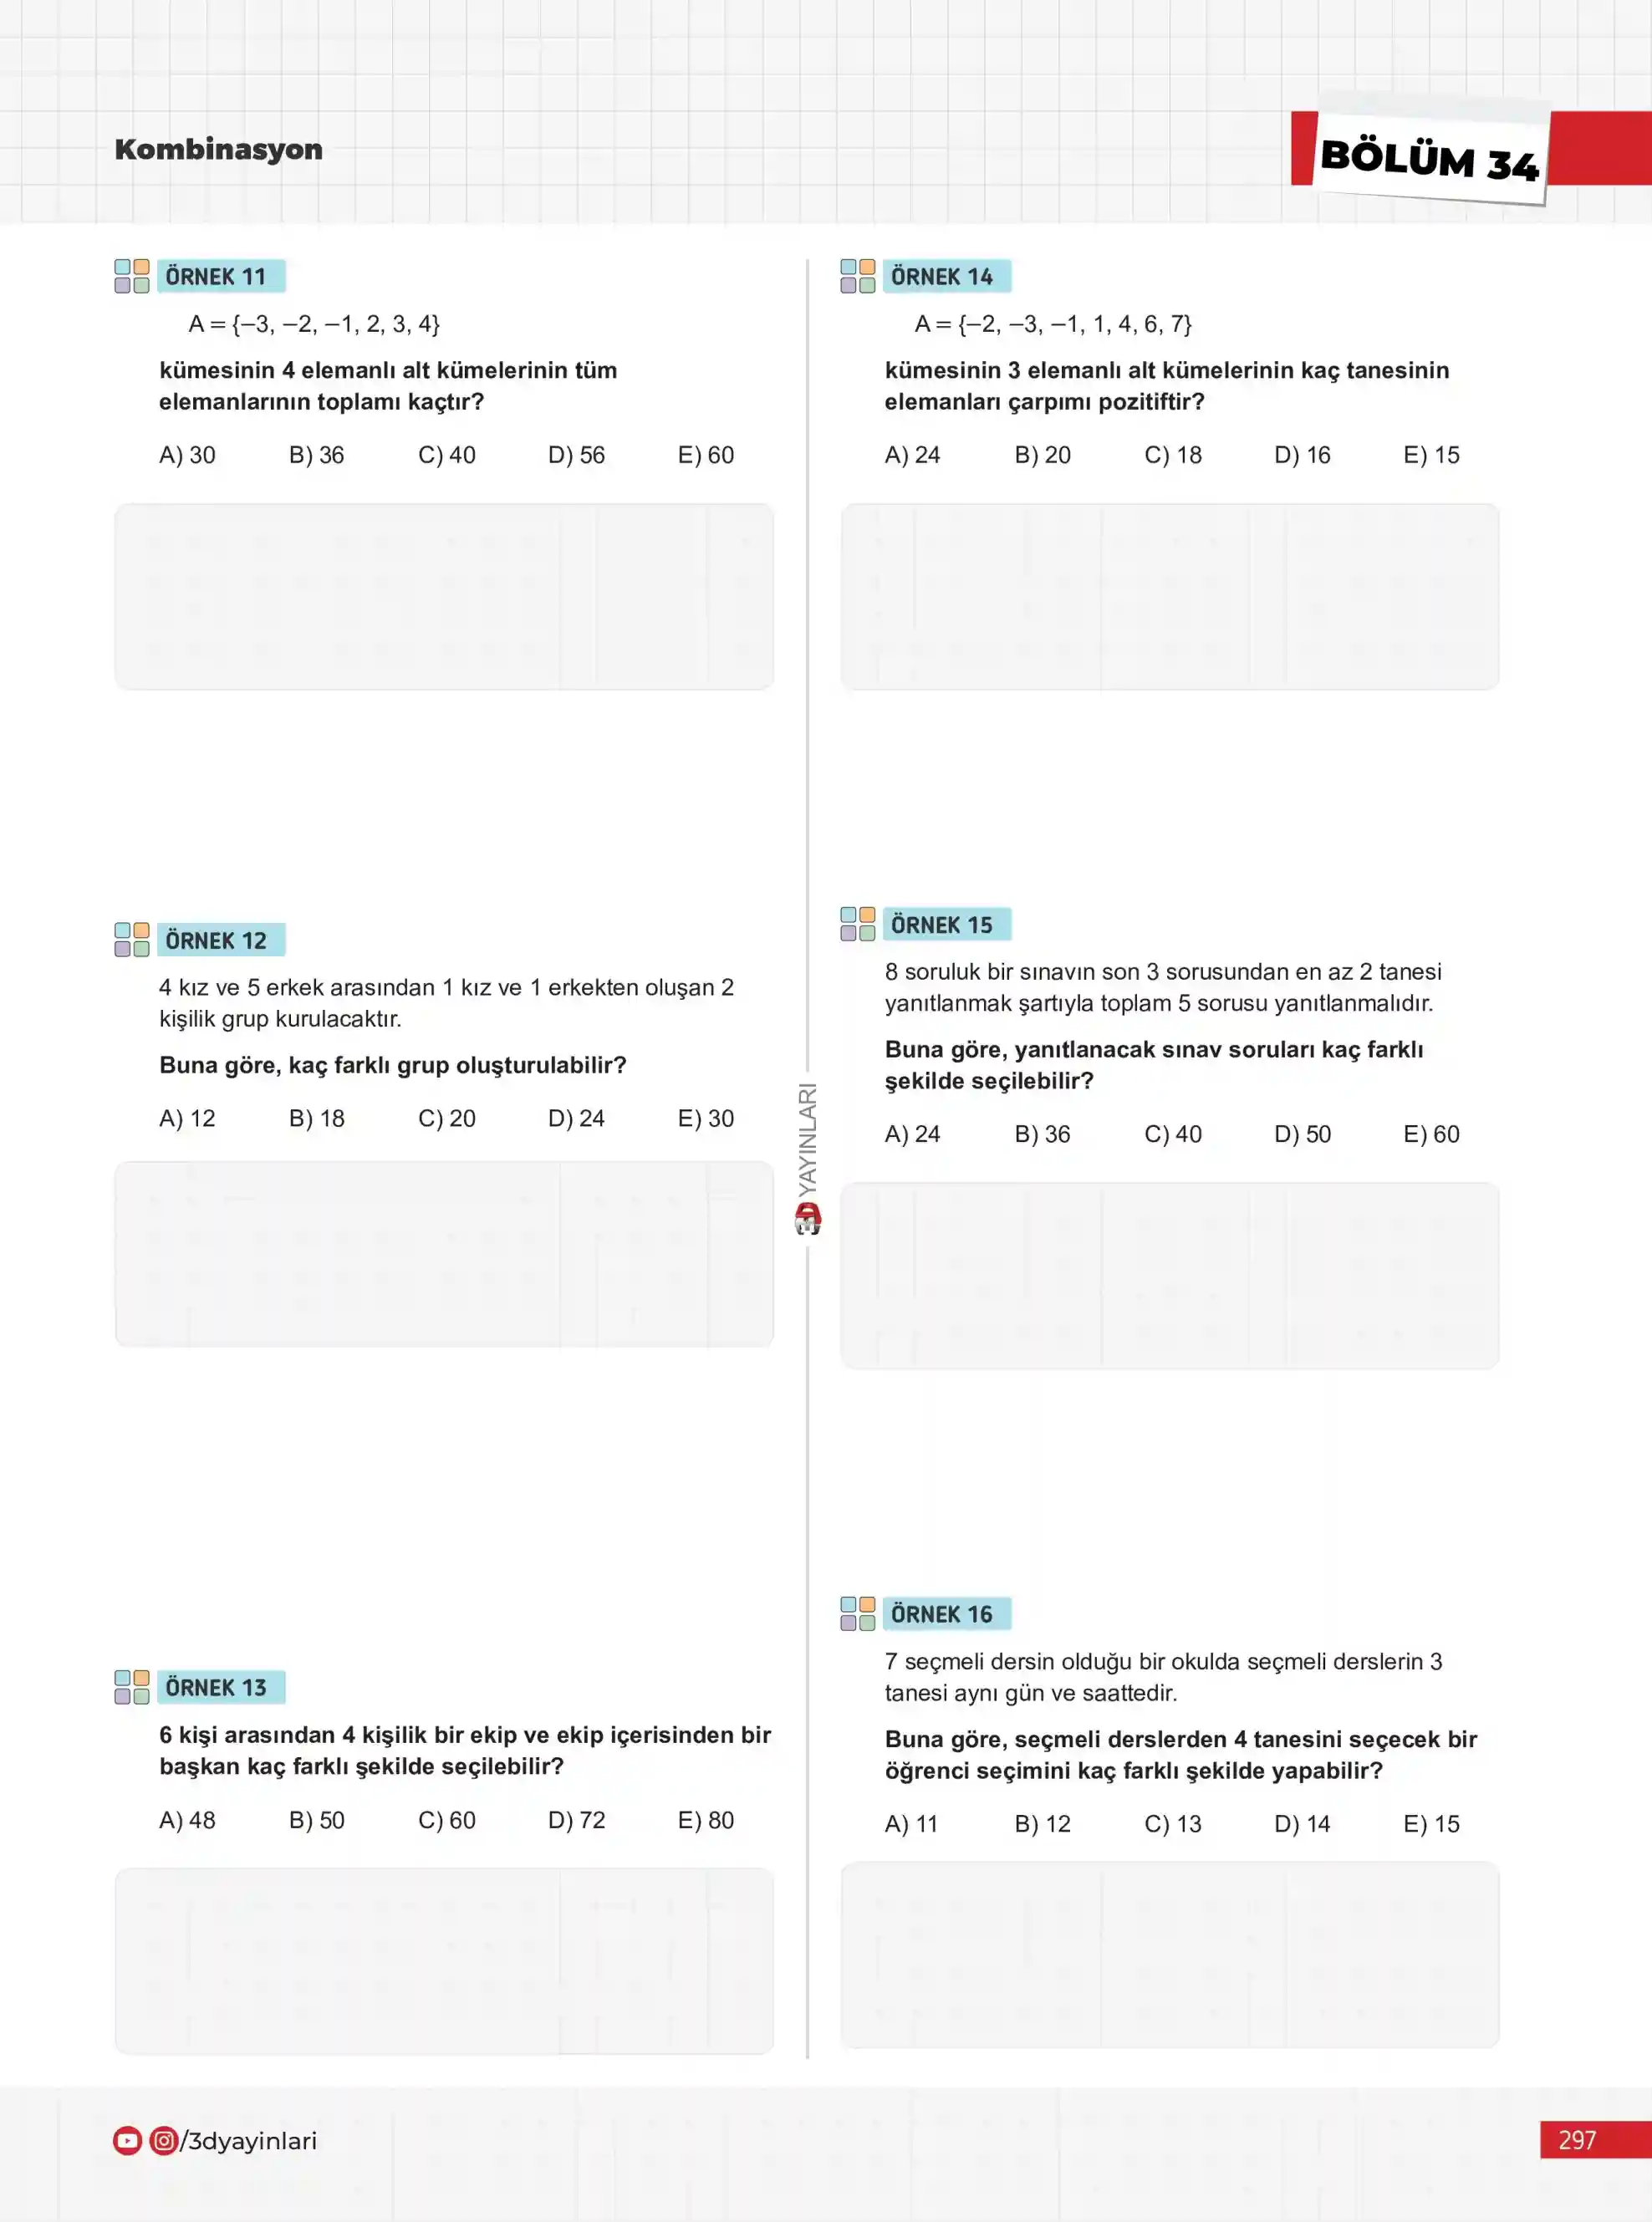 Kombinasyon
BÖLÜM 34
ÖRNEK 11
A = {–3, –2, –1, 2, 3, 4}
kümesinin 4 elemanlı alt kümelerinin tüm
elemanlarının toplamı kaçtır?
A) 30 B) 36 C) 40 D) 56 E) 60
ÖRNEK 12
4 kız ve 5 erkek arasından 1 kız ve 1 erkekten oluşan 2
kişilik grup kurulacaktır.
Buna göre, kaç farklı grup oluşturulabilir?
A) 12 B) 18 C) 20 D) 24 E) 30
ÖRNEK 13
6 kişi arasından 4 kişilik bir ekip ve ekip içerisinden bir
başkan kaç farklı şekilde seçilebilir?
A) 48 B) 50 C) 60 D) 72 E) 80
3D YAYINLARI
ÖRNEK 14
A = {–2, –3, –1, 1, 4, 6, 7}
kümesinin 3 elemanlı alt kümelerinin kaç tanesinin
elemanları çarpımı pozitiftir?
A) 24 B) 20 C) 18 D) 16 E) 15
ÖRNEK 15
8 soruluk bir sınavın son 3 sorusundan en az 2 tanesi
yanıtlanmak şartıyla toplam 5 sorusu yanıtlanmalıdır.
Buna göre, yanıtlanacak sınav soruları kaç farklı
şekilde seçilebilir?
A) 24 B) 36 C) 40 D) 50 E) 60
ÖRNEK 16
7 seçmeli dersin olduğu bir okulda seçmeli derslerin 3
tanesi aynı gün ve saattedir.
Buna göre, seçmeli derslerden 4 tanesini seçecek bir
öğrenci seçimini kaç farklı şekilde yapabilir?
A) 11 B) 12 C) 13 D) 14 E) 15
/3dyayinlari
297